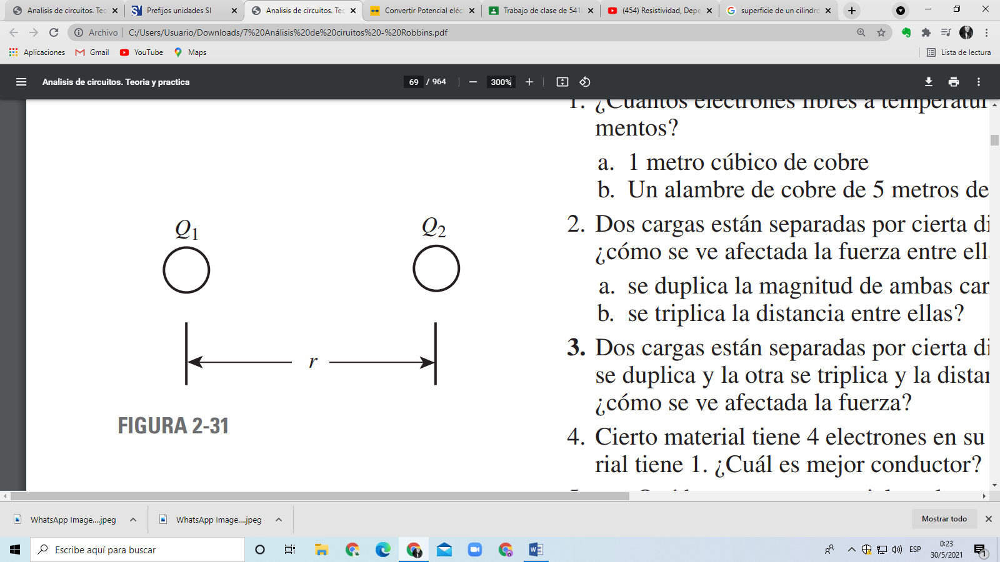 Analisis de circuitos. Teo
Prefijos unidades SI
Analisis de circuitos. Tec
Convertir Potencial eléc
Trabajo de clase de 541
(454) Resistividad, Depe
superficie de un cilindro
Archivo
C:/Users/Usuario/Downloads/7%20Análisis%20de%20ciruitos%20-%20Robbins.pdf
Aplicaciones
Gmail
YouTube
Maps
Lista de lectura
Analisis de circuitos. Teoria y practica
69 / 964
300%
1. ¿Cuántos electrones libres a temperatur
mentos?
a. 1 metro cúbico de cobre
b. Un alambre de cobre de 5 metros de
2. Dos cargas están separadas por cierta di
¿cómo se ve afectada la fuerza entre ell
a. se duplica la magnitud de ambas car
b. se triplica la distancia entre ellas?
3. Dos cargas están separadas por cierta di
se duplica y la otra se triplica y la distan
¿cómo se ve afectada la fuerza?
4. Cierto material tiene 4 electrones en su
rial tiene 1. ¿Cuál es mejor conductor?
Q1
Q2
r
FIGURA 2-31
WhatsApp Image....jpeg
WhatsApp Image....jpeg
Mostrar todo
Escribe aquí para buscar
ESP
0:23
30/5/2021
1